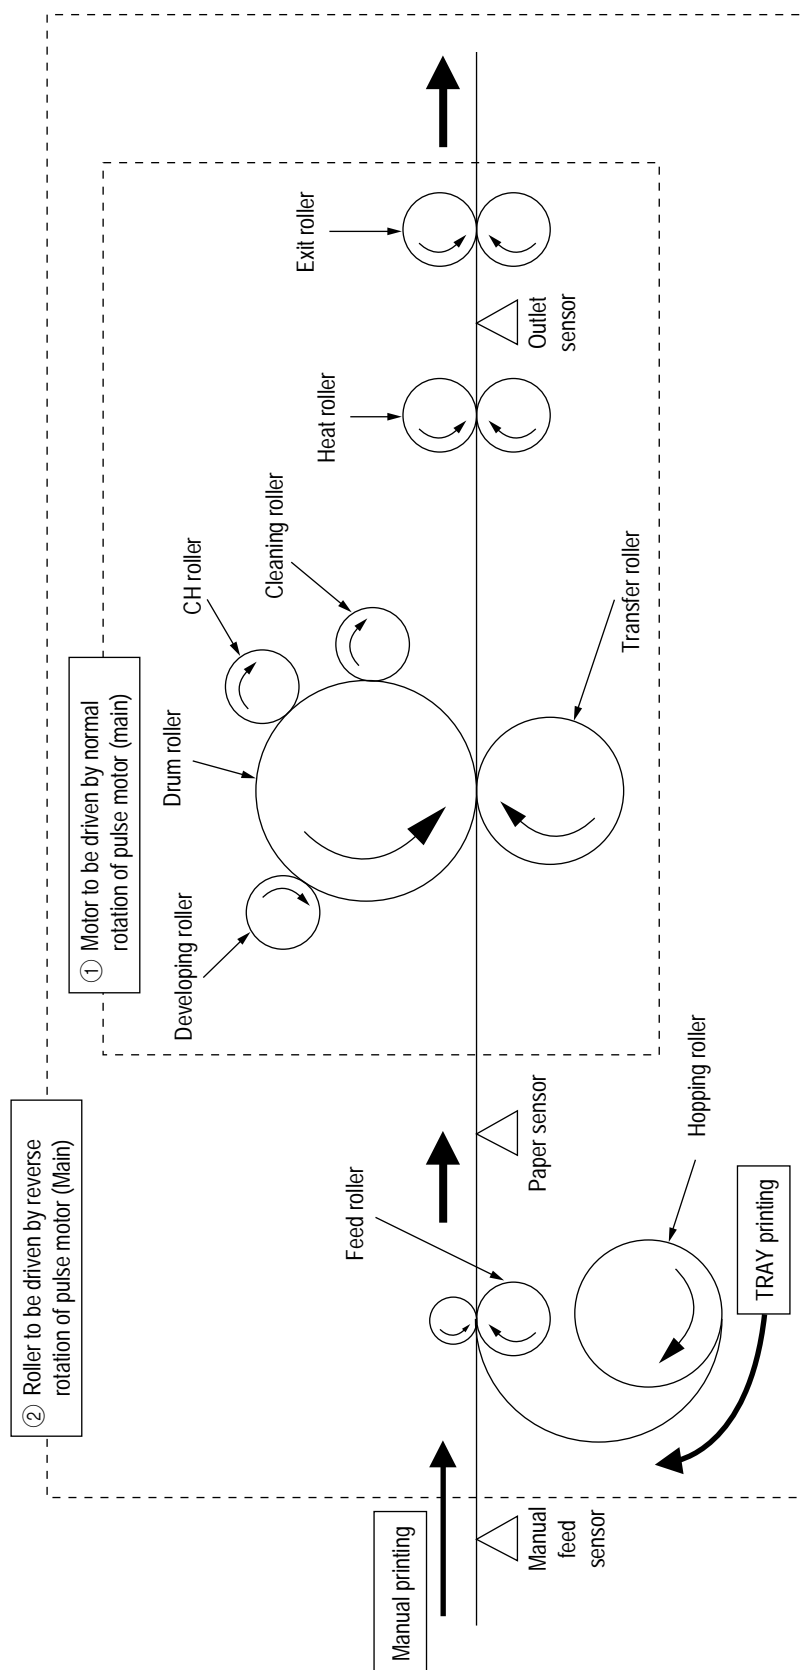 ② Roller to be driven by reverse
rotation of pulse motor (Main)
① Motor to be driven by normal
rotation of pulse motor (main)
Manual printing
Manual
feed
sensor
Feed roller
Paper sensor
Hopping roller
TRAY printing
Developing roller
Drum roller
CH roller
Cleaning roller
Transfer roller
Heat roller
Outlet
sensor
Exit roller